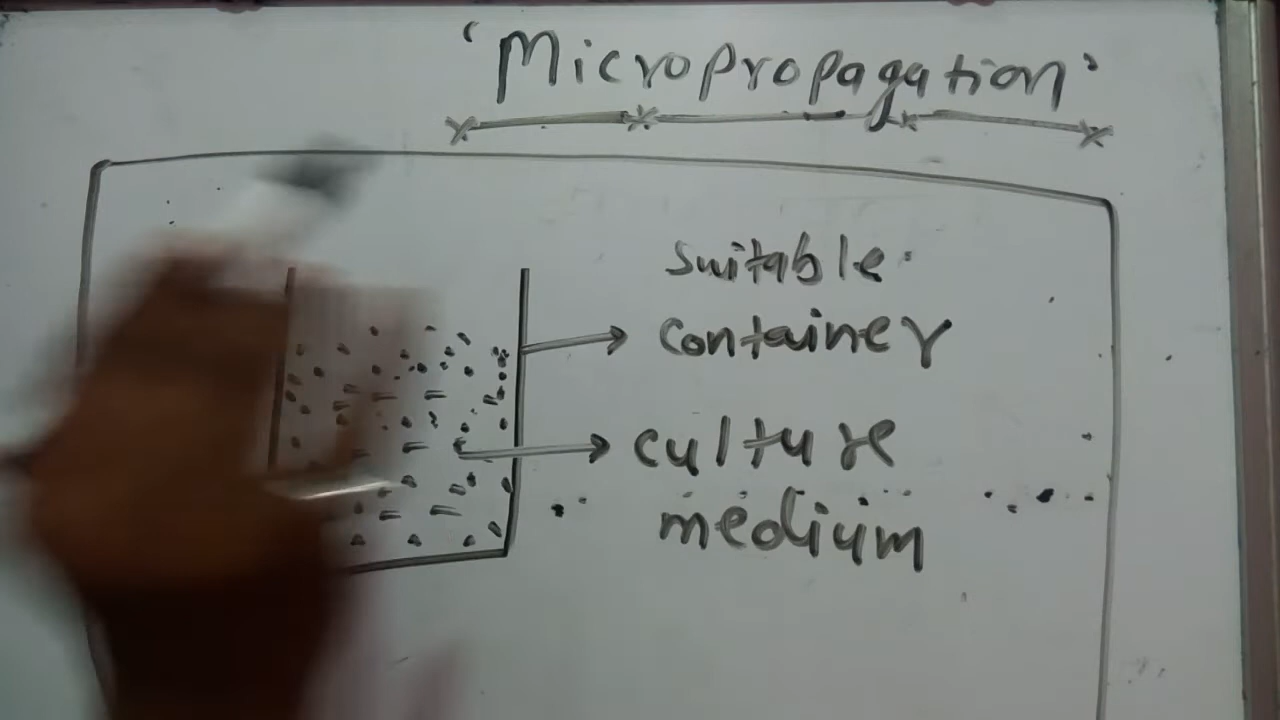 'Micropropagation'
Suitable
Container
Culture
medium